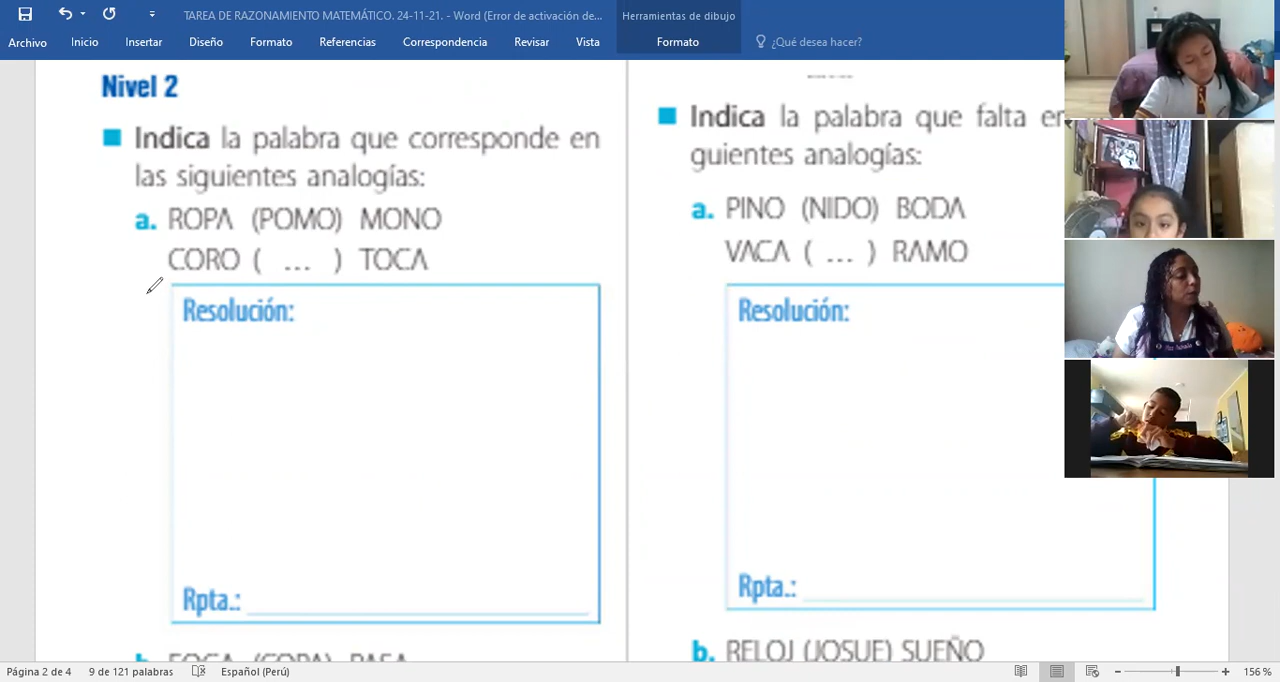 TAREA DE RAZONAMIENTO MATEMÁTICO. 24-11-21. - Word (Error de activación de...
Herramientas de dibujo
Archivo Inicio Insertar Diseño Formato Referencias Correspondencia Revisar Vista Formato ¿Qué desea hacer?
Nivel 2
Indica la palabra que corresponde en
las siguientes analogías:
a. ROPA (POMO) MONO
CORO ( ... ) TOCA
Resolución:
Rpta.:
b. FOCA (COPA) PASA
Indica la palabra que falta en
guientes analogías:
a. PINO (NIDO) BODA
VACA ( ... ) RAMO
Resolución:
Rpta.:
b. RELOJ (JOSUE) SUEÑO
Página 2 de 4 9 de 121 palabras Español (Perú) 156 %